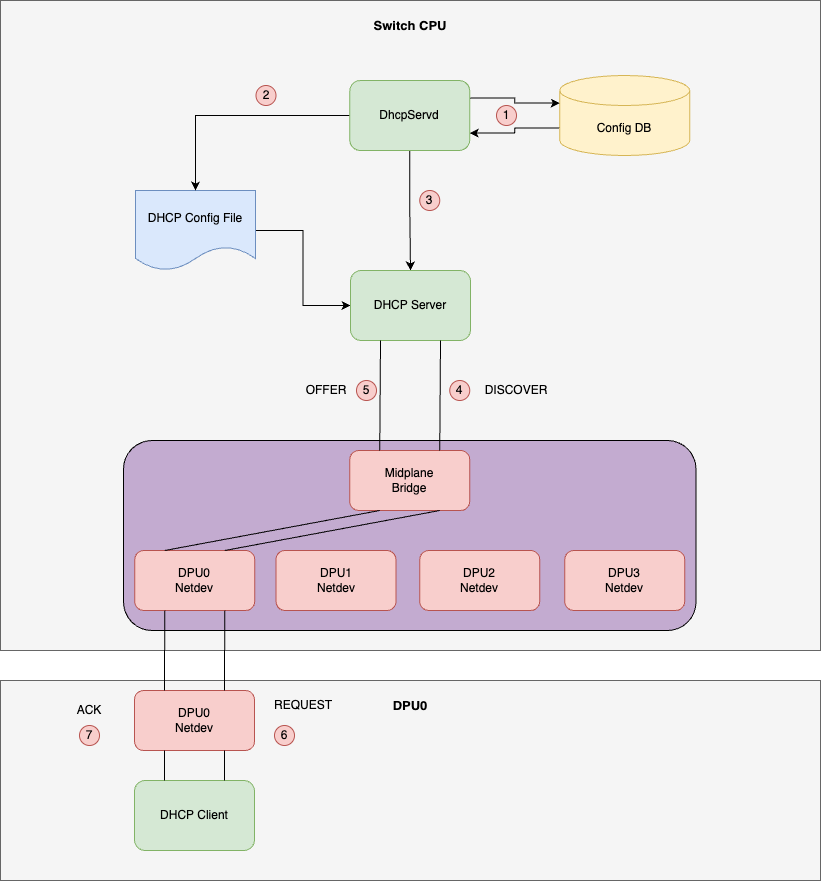 Switch CPU
2
DhcpServd
1
Config DB
3
DHCP Config File
DHCP Server
OFFER
5
4
DISCOVER
Midplane
Bridge
DPU0
Netdev
DPU1
Netdev
DPU2
Netdev
DPU3
Netdev
ACK
7
DPU0
Netdev
REQUEST
6
DPU0
DHCP Client